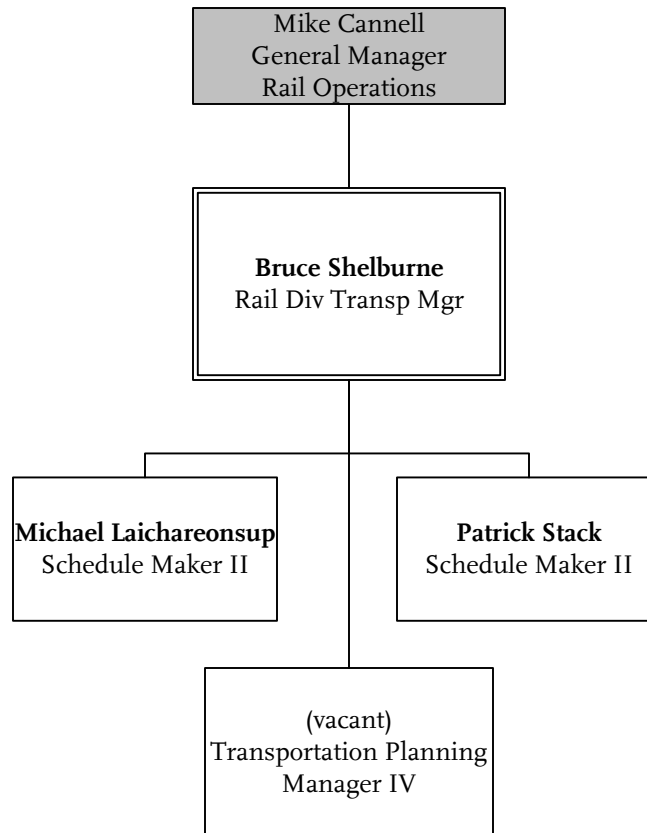 Mike Cannell
General Manager
Rail Operations
Bruce Shelburne
Rail Div Transp Mgr
Michael Laichareonsup
Schedule Maker II
Patrick Stack
Schedule Maker II
(vacant)
Transportation Planning
Manager IV